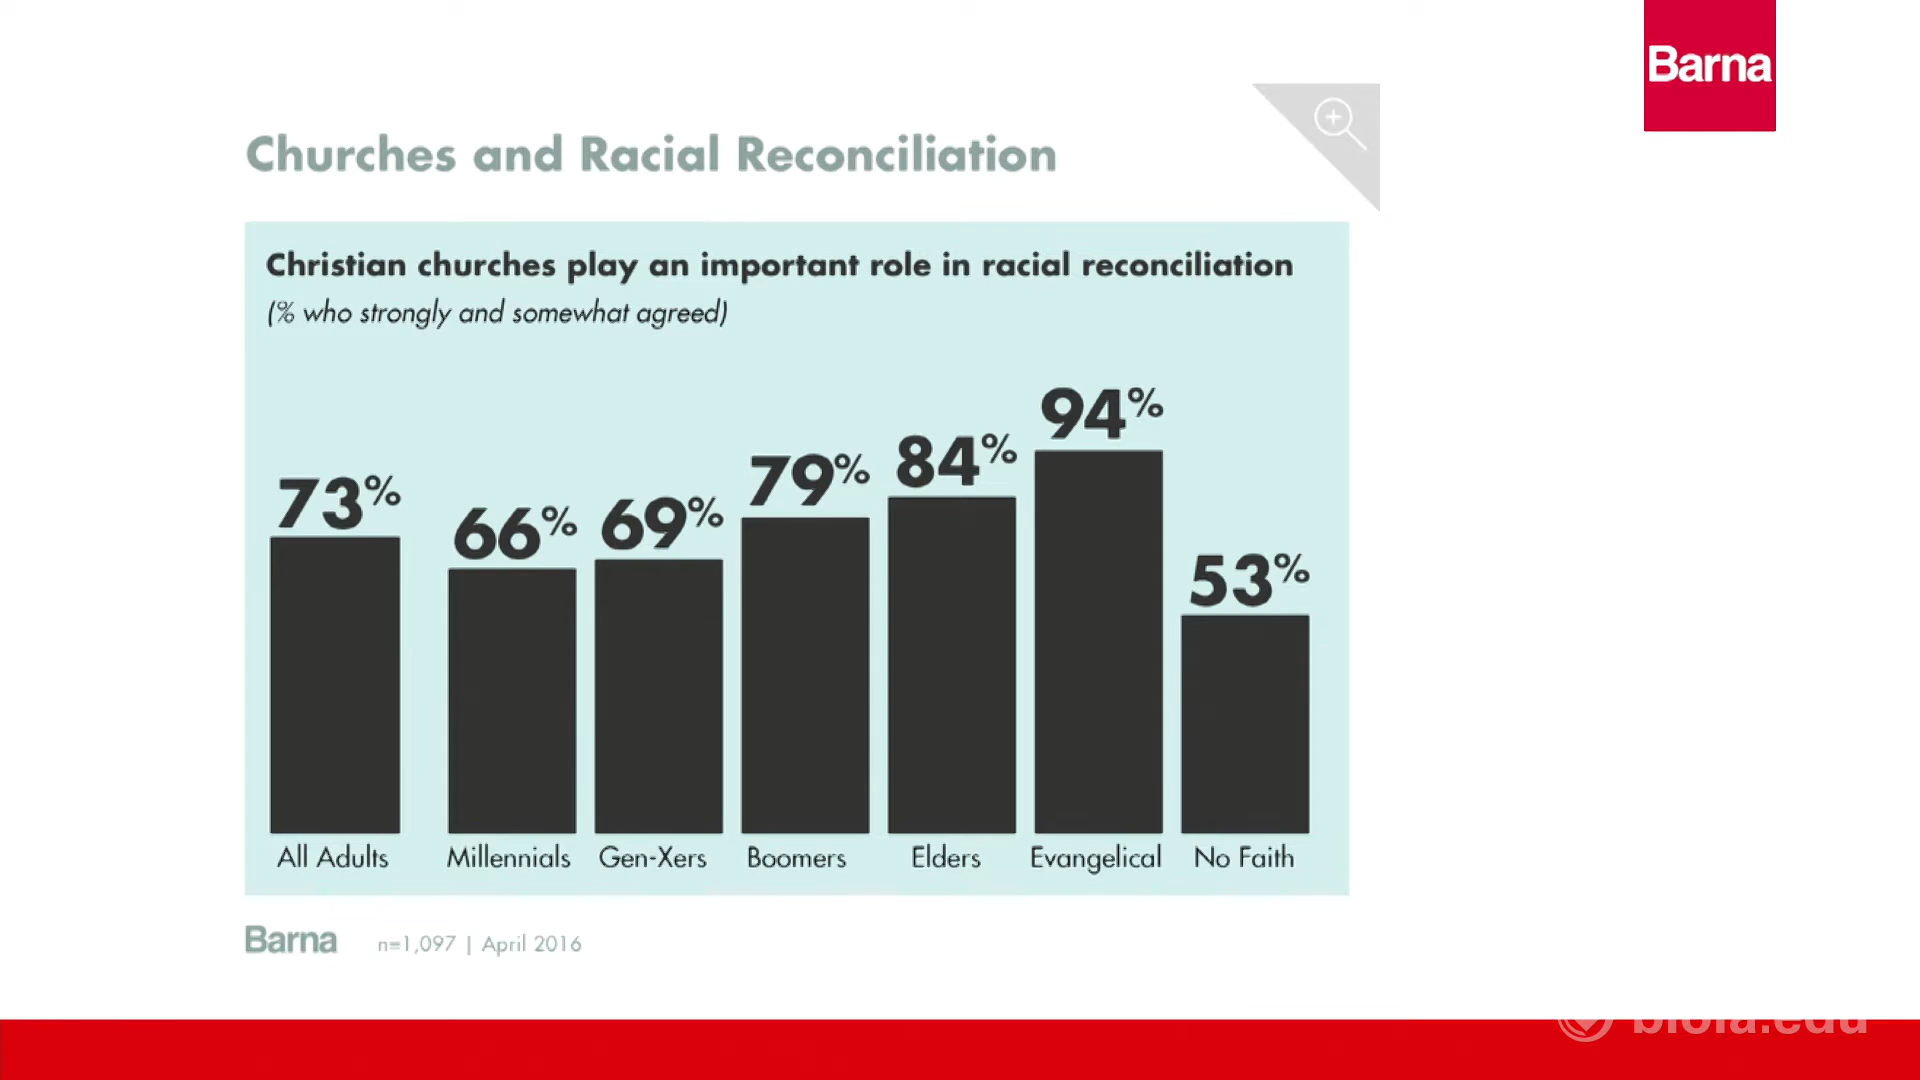 Barna
Churches and Racial Reconciliation
Christian churches play an important role in racial reconciliation
(% who strongly and somewhat agreed)
73% 66% 69% 79% 84% 94% 53%
All Adults Millennials Gen-Xers Boomers Elders Evangelical No Faith
Barna n=1,097 | April 2016
biola.edu